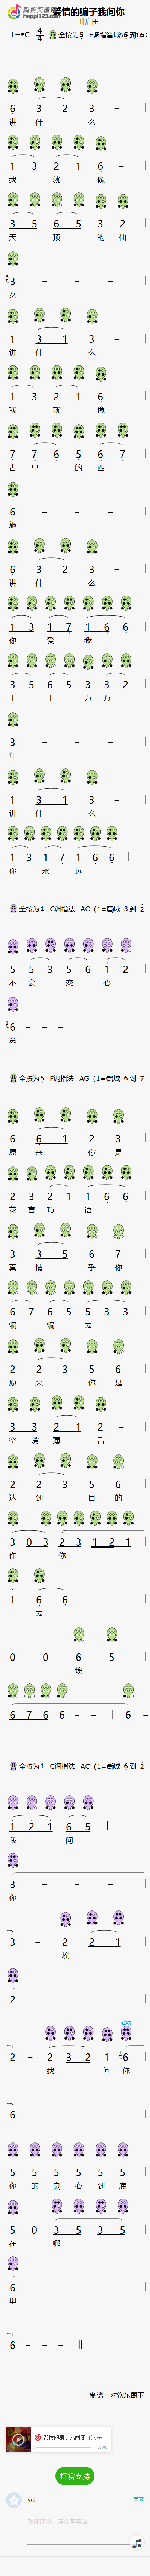 陶笛简谱
happi123.com
爱情的骗子我问你
叶启田
1=♯C 4/4 全按为5
6 3 2 3 -
讲 什 么
1 3 2 1 6 -
我 就 像
3 5 6 5 3 2
天 顶 的 仙
3 - - -
女
1 3 1 3 -
讲 什 么
1 3 2 1 6 -
我 就 像
7 7 6 5 6 7
古 早 的 西
6 - - -
施
6 3 2 3 -
讲 什 么
1 3 1 7 1 6 6
你 爱 我
3 5 6 5 3 3 2
千 千 万 万
3 - - -
年
1 3 1 3 -
讲 什 么
1 3 1 7 1 6 6
你 永 远
全按为1 C调指法 AC (1=C) 音域 3 到 2
5 5 3 5 6 1 2
不 会 变 心
6 - - -
意
全按为5 F调指法 AG 音域 6 到 7
6 6 1 2 3
原 来 你 是
2 3 2 1 1 6 6
花 言 巧 语
3 3 5 6 7
真 情 乎 你
6 7 6 5 5 3 3
骗 骗 去
2 2 3 5 6
原 来 你 是
3 3 2 1 2 -
空 嘴 薄 舌
2 2 3 5 6
达 到 目 的
3 0 3 2 3 1 2 1
作 你
1 6 6 - -
去
0 0 6 5
埃
6 7 6 6 - - 6 -
全按为1 C调指法 AC (1=C) 音域 6 到 2
1 2 1 6 5
我 问
3 - - -
你
3 - 2 2 1
埃
2 - - -
2 - 2 3 2 1 6
我 问 你
6 - - -
5 5 5 5 5 5
你 的 良 心 到 底
5 0 3 5 3 5
在 哪
6 - - -
里
6 - - -
制谱：对饮东篱下
爱情的骗子我问你 - 杨小云
打赏支持
ycl
提交